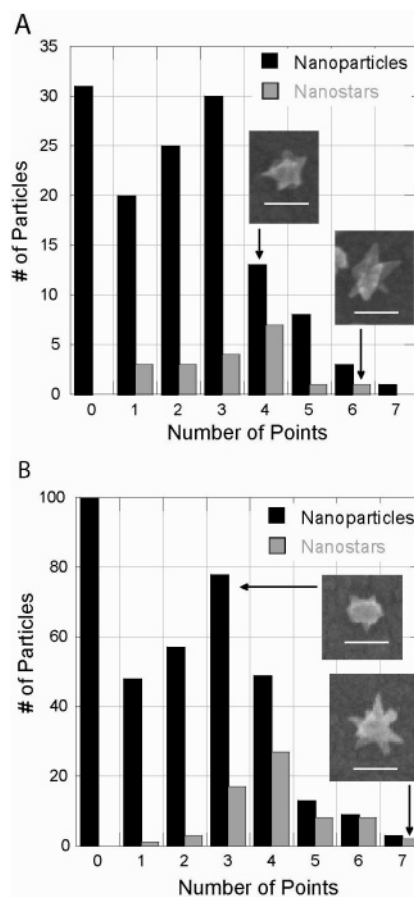 A
35
30
25
20
15
10
5
0
# of Particles
Nanoparticles
Nanostars
0 1 2 3 4 5 6 7
Number of Points
B
100
80
60
40
20
0
# of Particles
Nanoparticles
Nanostars
0 1 2 3 4 5 6 7
Number of Points